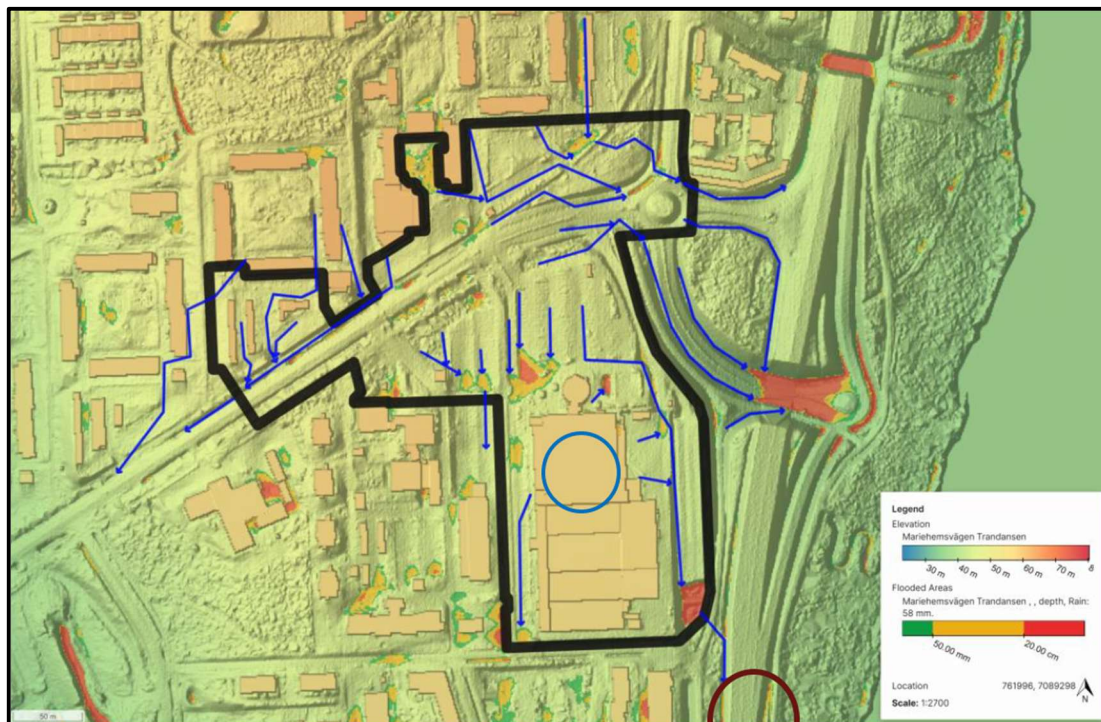 Legend
Elevation
Mariehemsvägen Trandansen
30 m 40 m 50 m 60 m 70 m 8
Flooded Areas
Mariehemsvägen Trandansen , , depth, Rain:
58 mm.
50.00 mm 20.00 cm
Location 761996, 7089298
Scale: 1:2700
N
50 m